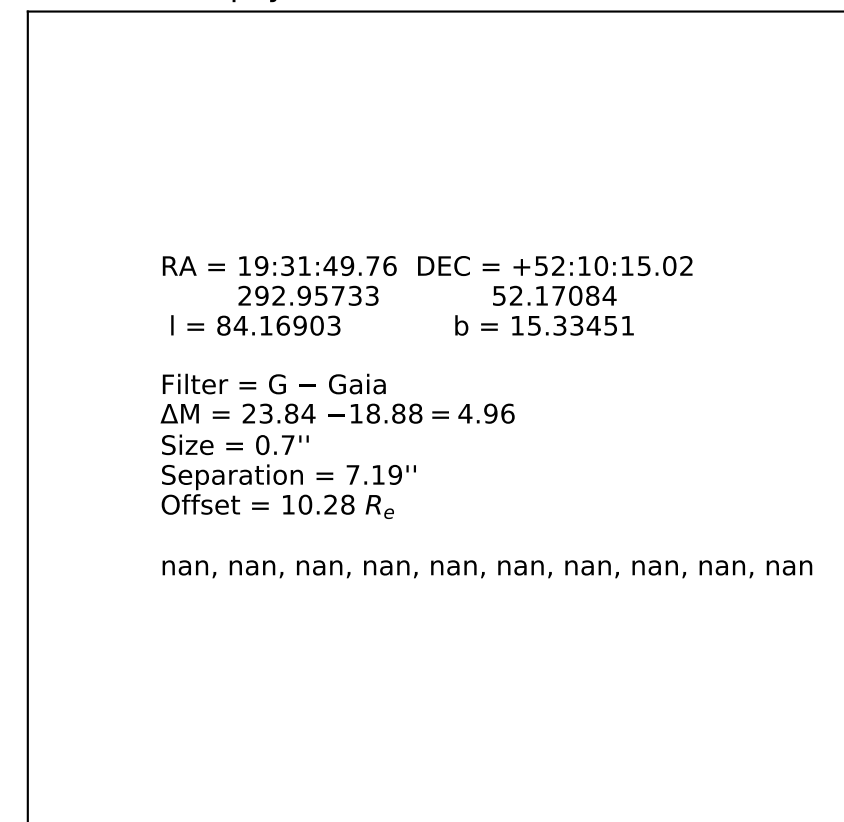 RA = 19:31:49.76 DEC = +52:10:15.02
292.95733 52.17084
l = 84.16903 b = 15.33451
Filter = G − Gaia
ΔM = 23.84 −18.88 = 4.96
Size = 0.7''
Separation = 7.19''
Offset = 10.28 Re
nan, nan, nan, nan, nan, nan, nan, nan, nan, nan